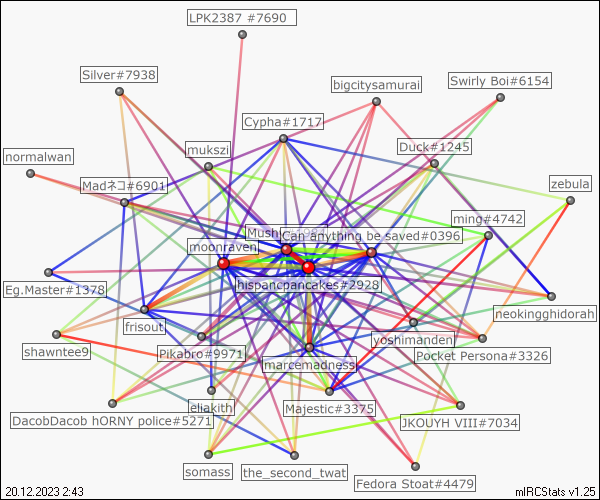 LPK2387 #7690
Silver#7938
bigcitysamurai
Swirly Boi#6154
Cypha#1717
Duck#1245
mukszi
normalwan
Madネコ#6901
zebula
ming#4742
Can anything be saved#0396
moonraven
hispancpancakes#2928
Eg.Master#1378
neokingghidorah
frisout
yoshimanden
shawntee9
Pikabro#9971
Pocket Persona#3326
marcemadness
DacobDacob hORNY police#5271
eliakith
Majestic#3375
JKOUYH VIII#7034
somass
the_second_twat
Fedora Stoat#4479
20.12.2023 2:43
mIRCStats v1.25